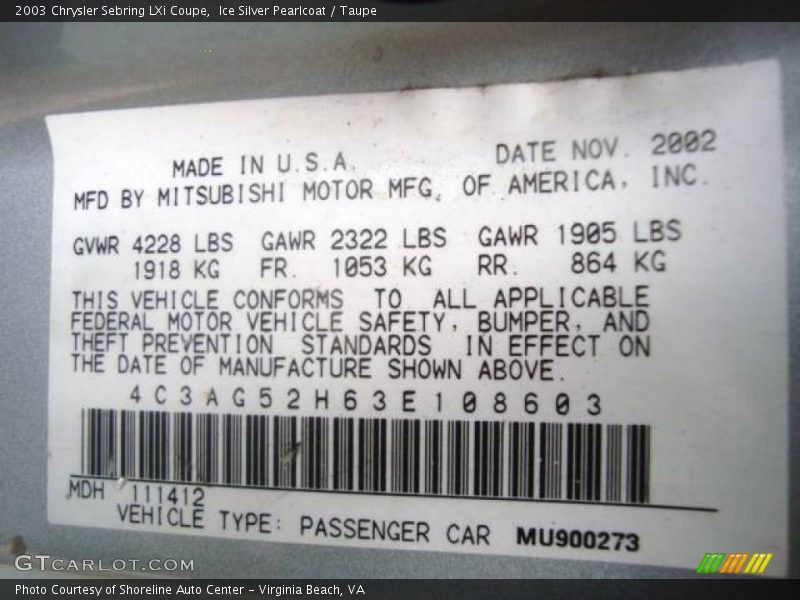 2003 Chrysler Sebring LXi Coupe,  Ice Silver Pearlcoat / Taupe
MADE IN U.S.A. DATE NOV. 2002
MFD BY MITSUBISHI MOTOR MFG. OF AMERICA, INC.
GVWR 4228 LBS GAWR 2322 LBS GAWR 1905 LBS
1918 KG FR. 1053 KG RR. 864 KG
THIS VEHICLE CONFORMS TO ALL APPLICABLE
FEDERAL MOTOR VEHICLE SAFETY, BUMPER, AND
THEFT PREVENTION STANDARDS IN EFFECT ON
THE DATE OF MANUFACTURE SHOWN ABOVE.
4C3AG52H63E108603
MDH 111412
VEHICLE TYPE: PASSENGER CAR MU900273
GTCARLOT.COM
Photo Courtesy of Shoreline Auto Center - Virginia Beach, VA